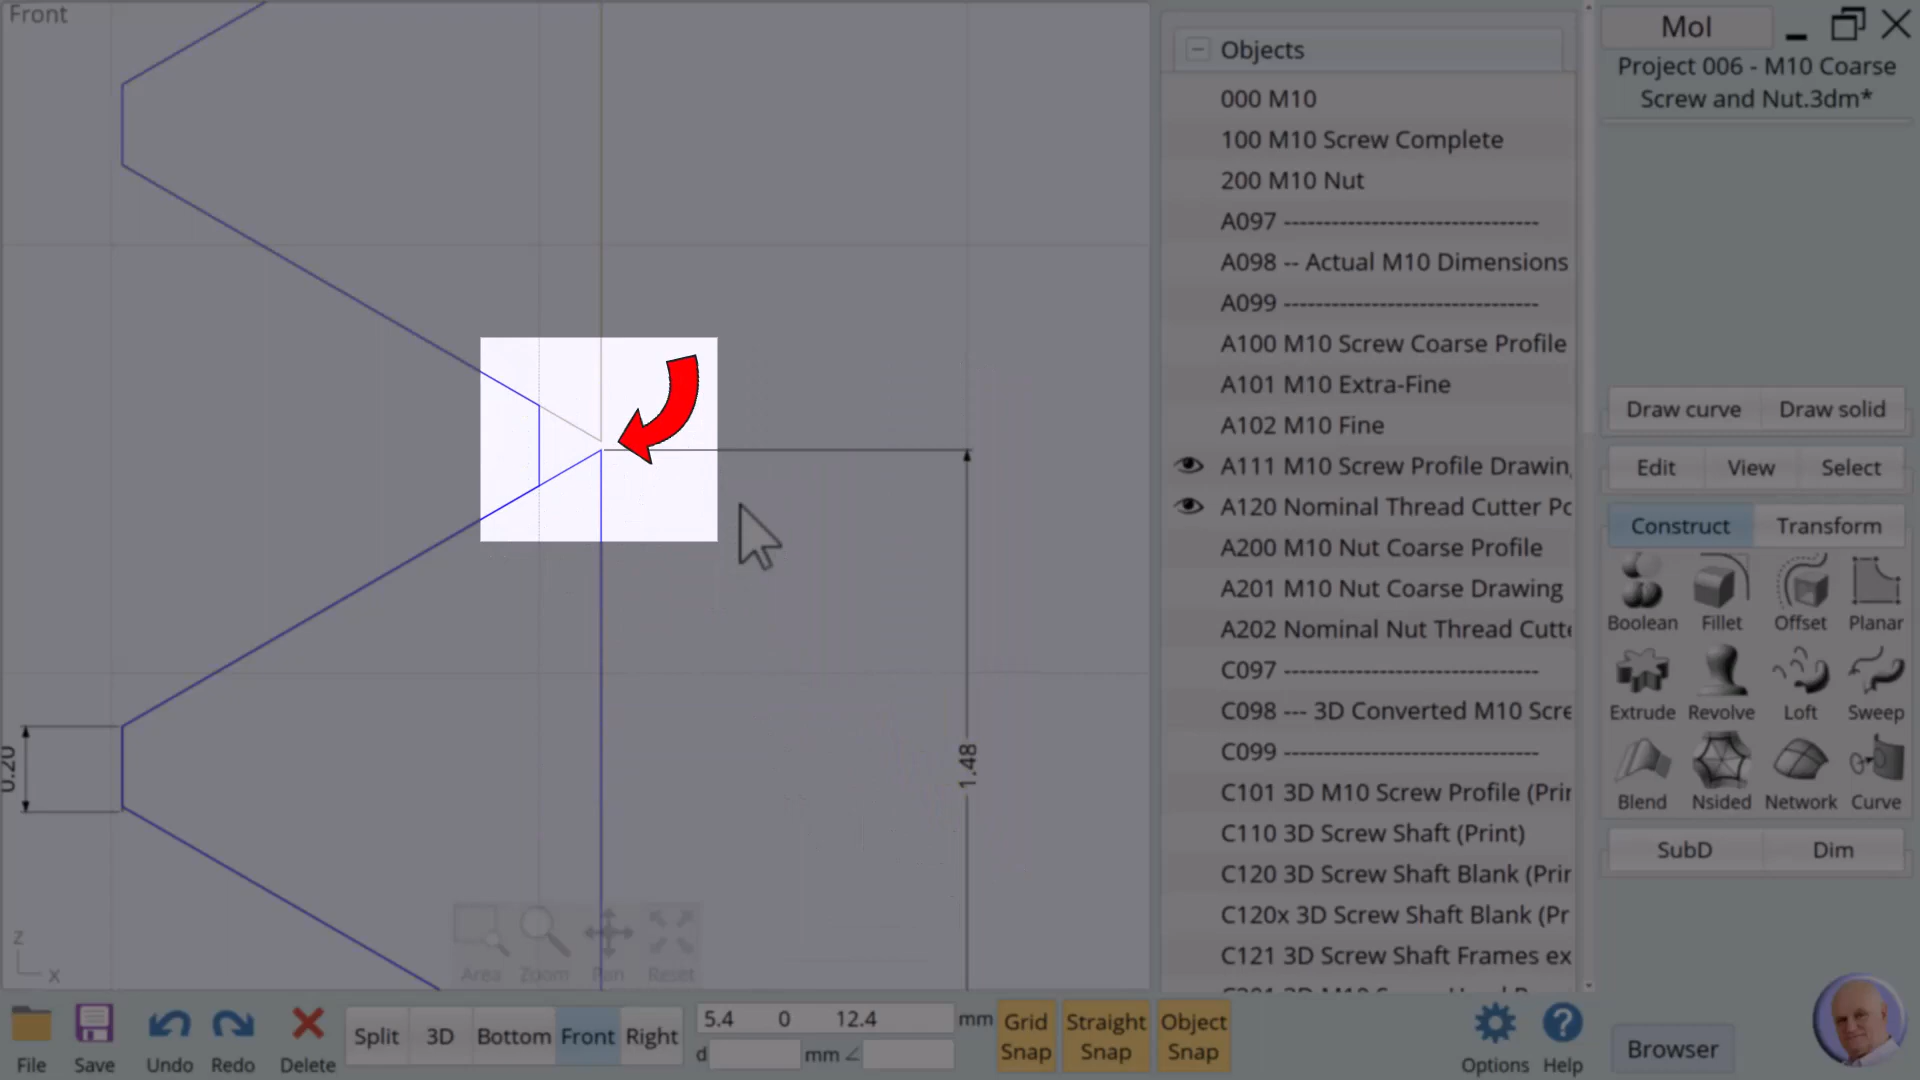 Front
Objects
000 M10
100 M10 Screw Complete
200 M10 Nut
A097 --------------------------------
A098 -- Actual M10 Dimensions
A099 --------------------------------
A100 M10 Screw Coarse Profile
A101 M10 Extra-Fine
A102 M10 Fine
A111 M10 Screw Profile Drawin
A120 Nominal Thread Cutter Po
A200 M10 Nut Coarse Profile
A201 M10 Nut Coarse Drawing
A202 Nominal Nut Thread Cutt
C097 --------------------------------
C098 --- 3D Converted M10 Scre
C099 --------------------------------
C101 3D M10 Screw Profile (Prin
C110 3D Screw Shaft (Print)
C120 3D Screw Shaft Blank (Prin
C120x 3D Screw Shaft Blank (Pr
C121 3D Screw Shaft Frames ex
MoI
Project 006 - M10 Coarse
Screw and Nut.3dm*
Draw curve Draw solid
Edit View Select
Construct Transform
Boolean Fillet Offset Planar
Extrude Revolve Loft Sweep
Blend Nsided Network Curve
SubD Dim
0.20
1.48
z
x
Area Zoom Pan Reset
File Save Undo Redo Delete
Split 3D Bottom Front Right
5.4 0 12.4 mm
d mm ∠
Grid
Snap
Straight
Snap
Object
Snap
Options Help
Browser